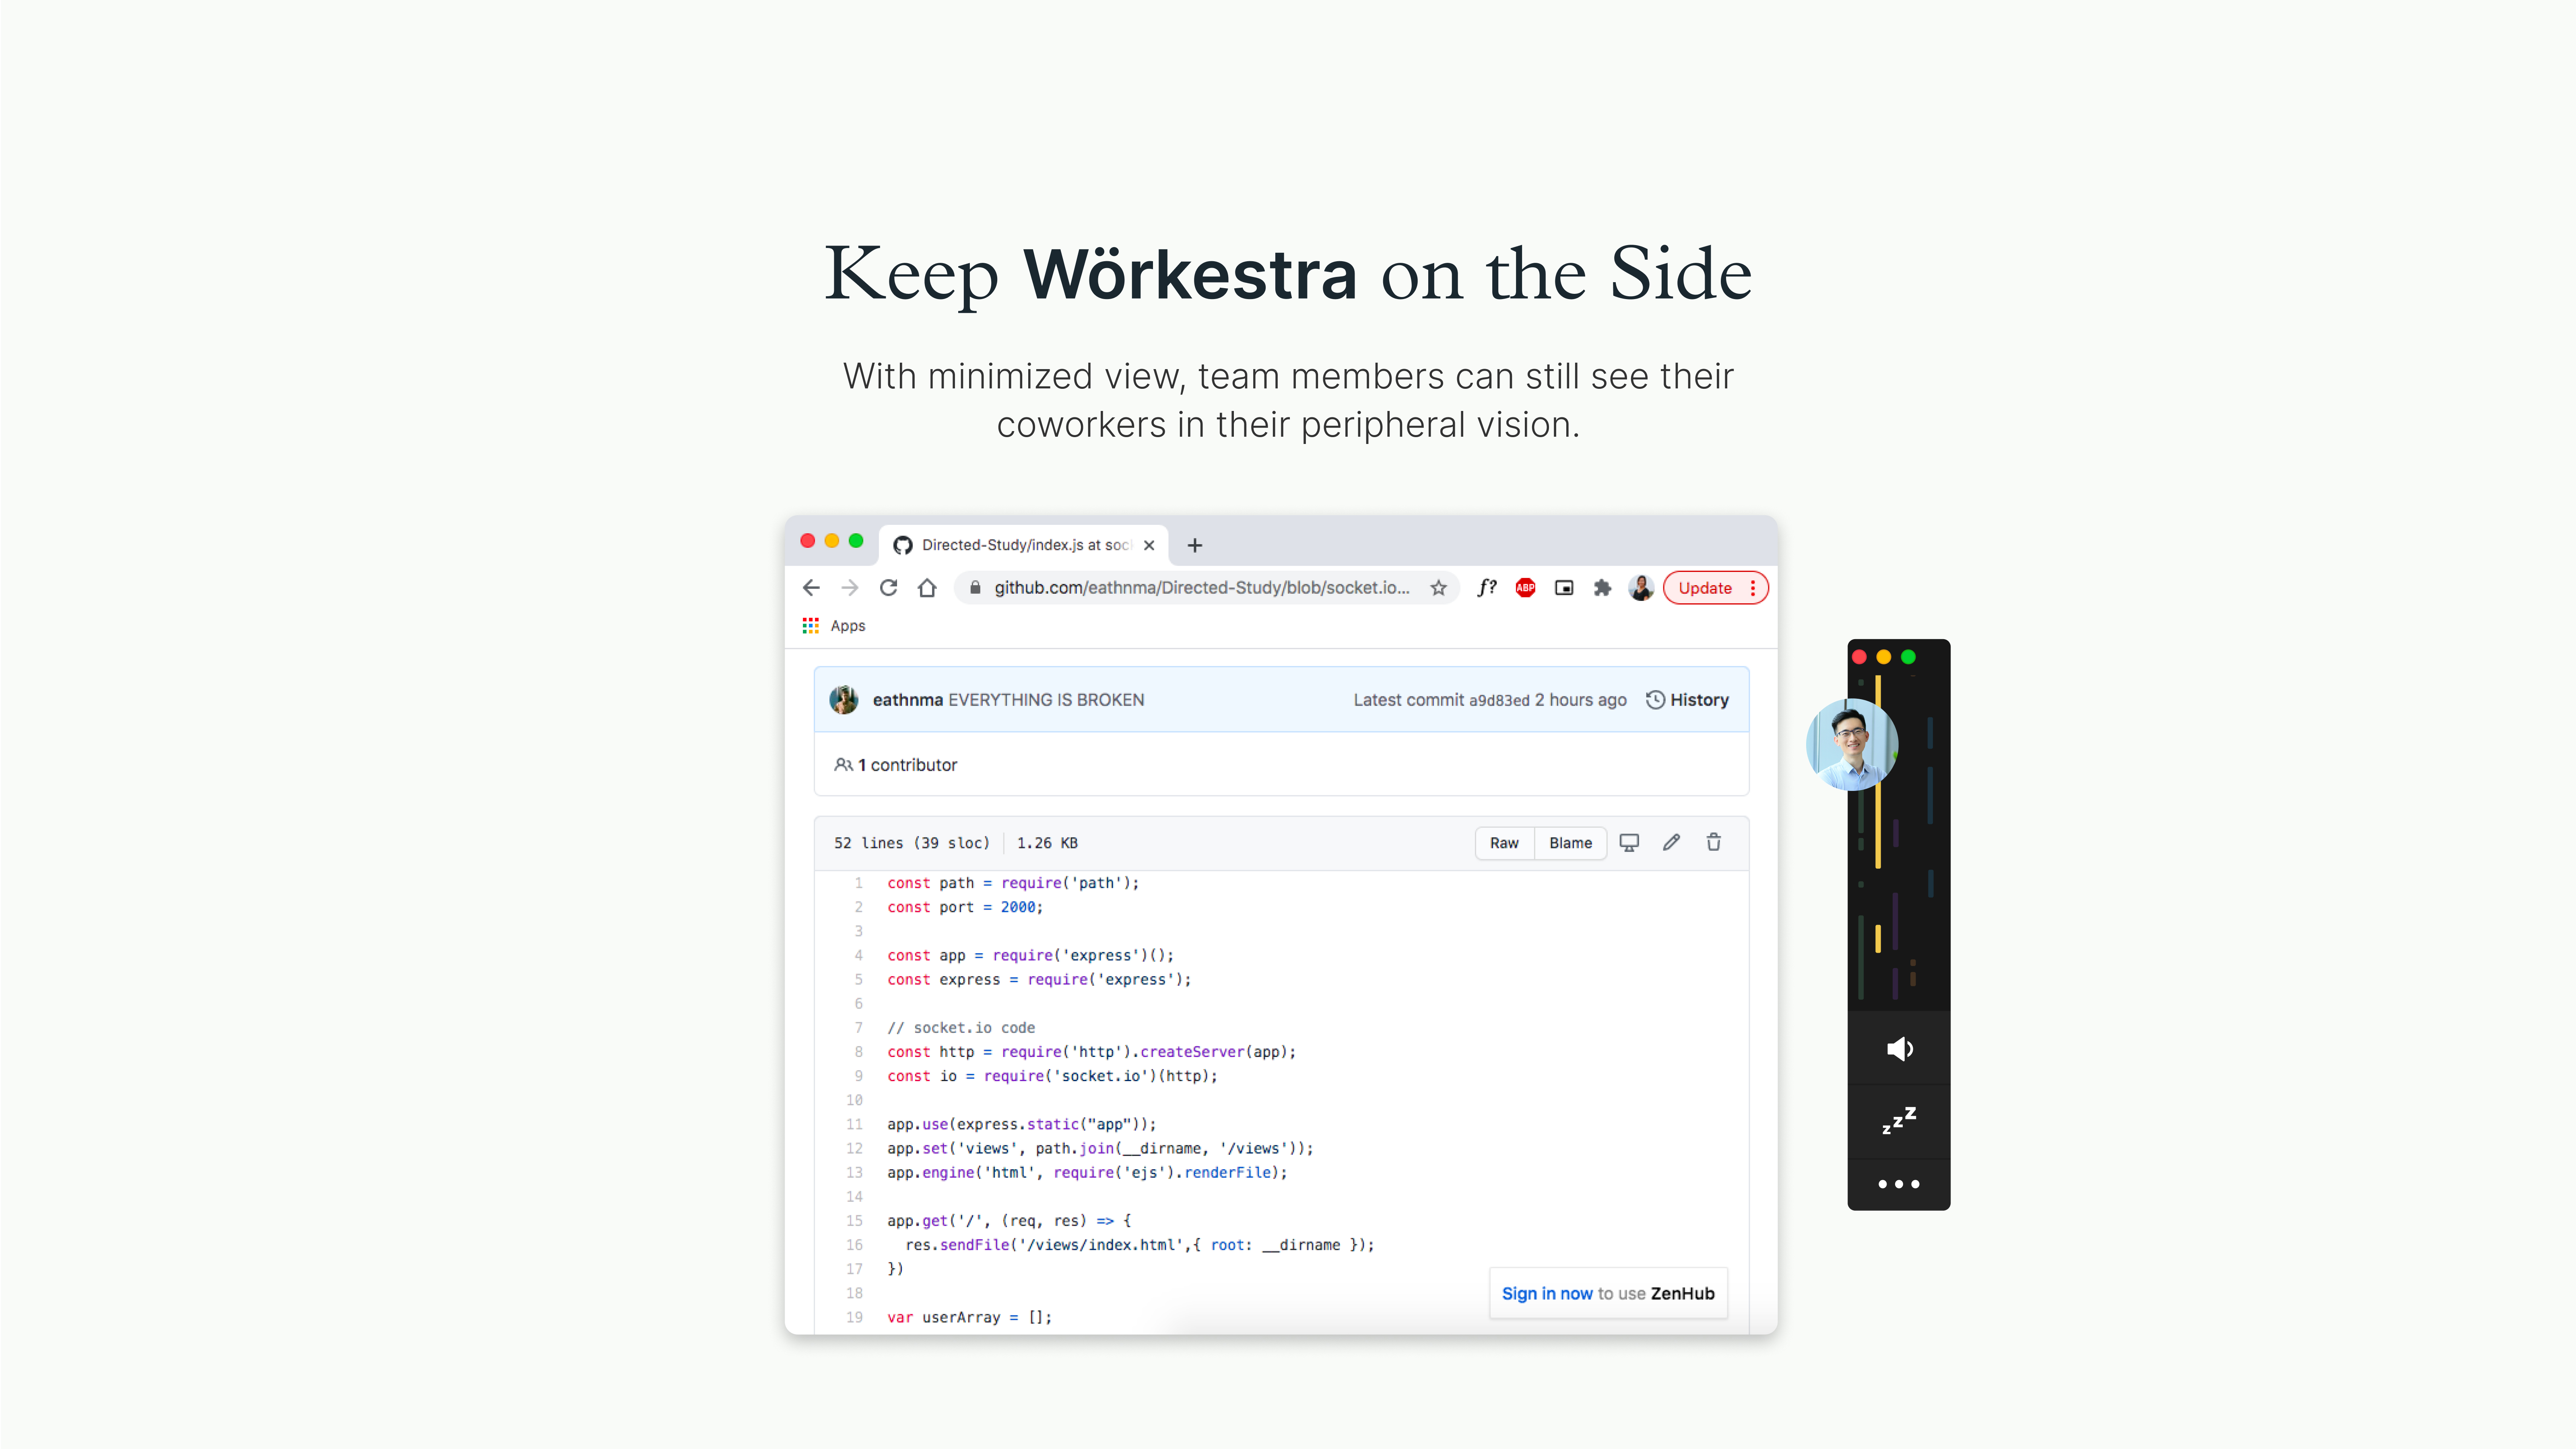 Keep Wörkestra on the Side
With minimized view, team members can still see their
coworkers in their peripheral vision.
Directed-Study/index.js at soc
github.com/eathnma/Directed-Study/blob/socket.io...
f?
ABP
Update
Apps
eathnma EVERYTHING IS BROKEN
Latest commit a9d83ed 2 hours ago
History
1 contributor
52 lines (39 sloc)
1.26 KB
Raw
Blame
1 const path = require('path');
2 const port = 2000;
3
4 const app = require('express')();
5 const express = require('express');
6
7 // socket.io code
8 const http = require('http').createServer(app);
9 const io = require('socket.io')(http);
10
11 app.use(express.static("app"));
12 app.set('views', path.join(__dirname, '/views'));
13 app.engine('html', require('ejs').renderFile);
14
15 app.get('/', (req, res) => {
16 res.sendFile('/views/index.html',{ root: __dirname });
17 })
18
19 var userArray = [];
Sign in now to use ZenHub
z z z